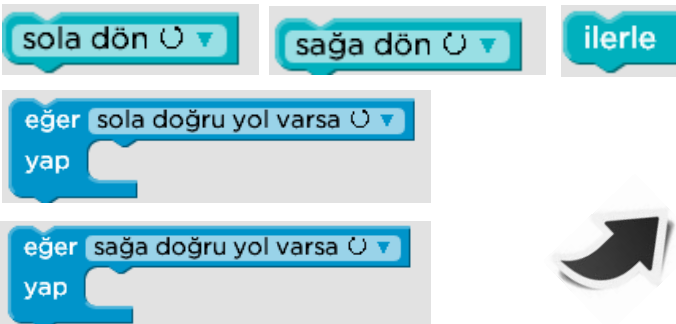 sola dön ↺ ▼
sağa dön ↻ ▼
ilerle
eğer sola doğru yol varsa ↺ ▼
yap
eğer sağa doğru yol varsa ↻ ▼
yap